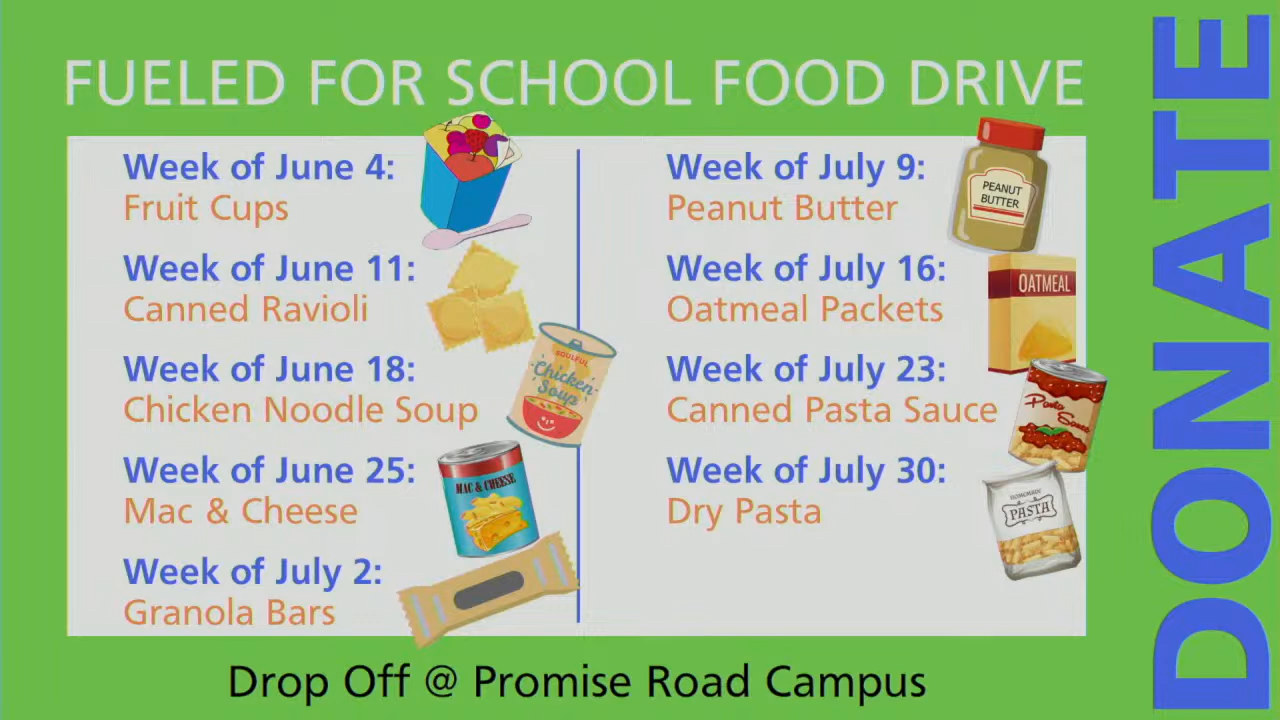 FUELED FOR SCHOOL FOOD DRIVE
Week of June 4:
Fruit Cups
Week of June 11:
Canned Ravioli
Week of June 18:
Chicken Noodle Soup
Week of June 25:
Mac & Cheese
Week of July 2:
Granola Bars
SOULFUL
Chicken
Soup
MAC & CHEESE
Week of July 9:
Peanut Butter
Week of July 16:
Oatmeal Packets
Week of July 23:
Canned Pasta Sauce
Week of July 30:
Dry Pasta
PEANUT
BUTTER
OATMEAL
Pasta
Sauce
HOMEMADE
PASTA
Drop Off @ Promise Road Campus
DONATE